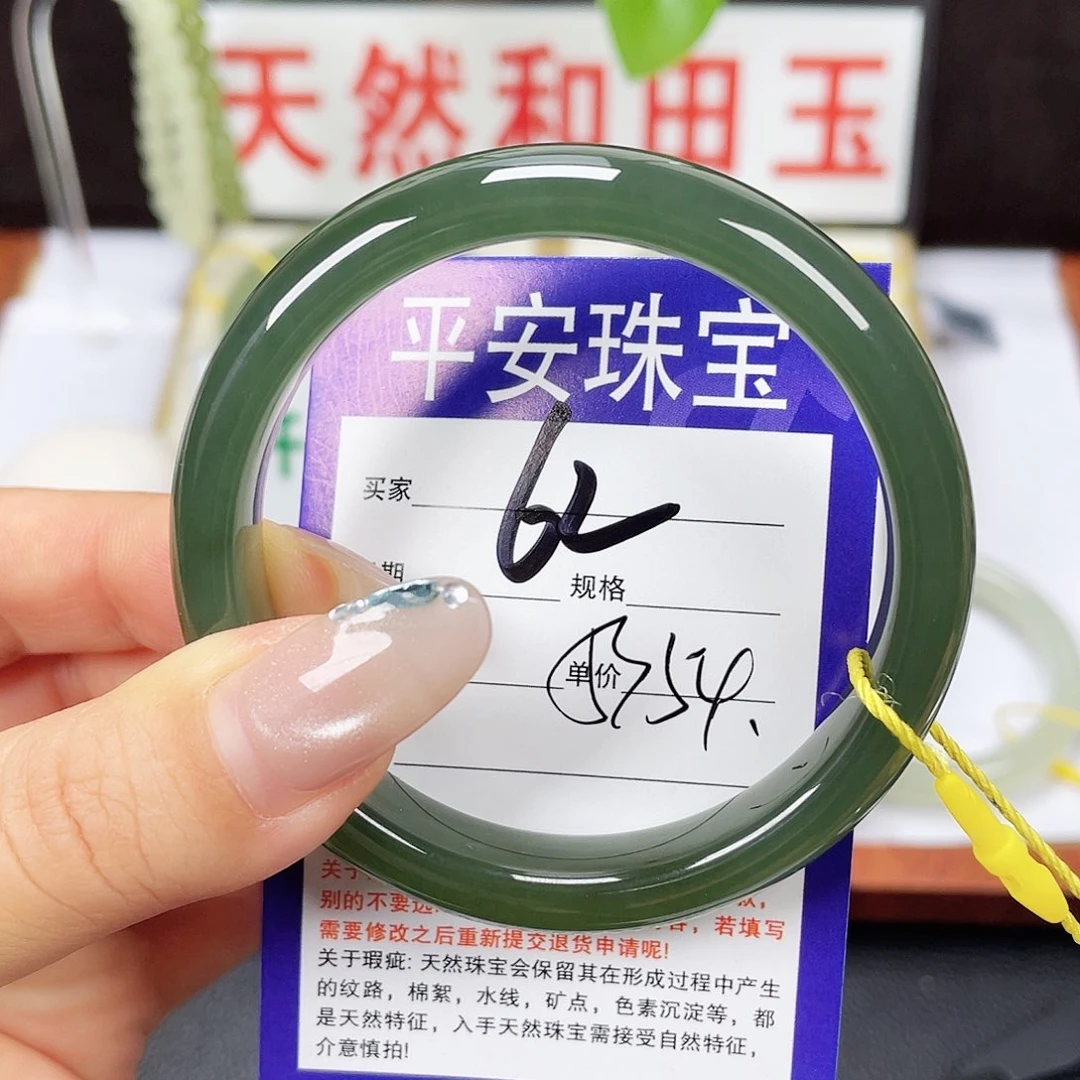 天然和田玉
平安珠宝
买家 62
期 规格
单价
关于
别的不要
若填写
需要修改之后重新提交退货申请呢!
关于瑕疵: 天然珠宝会保留其在形成过程中产生
的纹路，棉絮，水线，矿点，色素沉淀等，都
是天然特征，入手天然珠宝需接受自然特征，
介意慎拍!